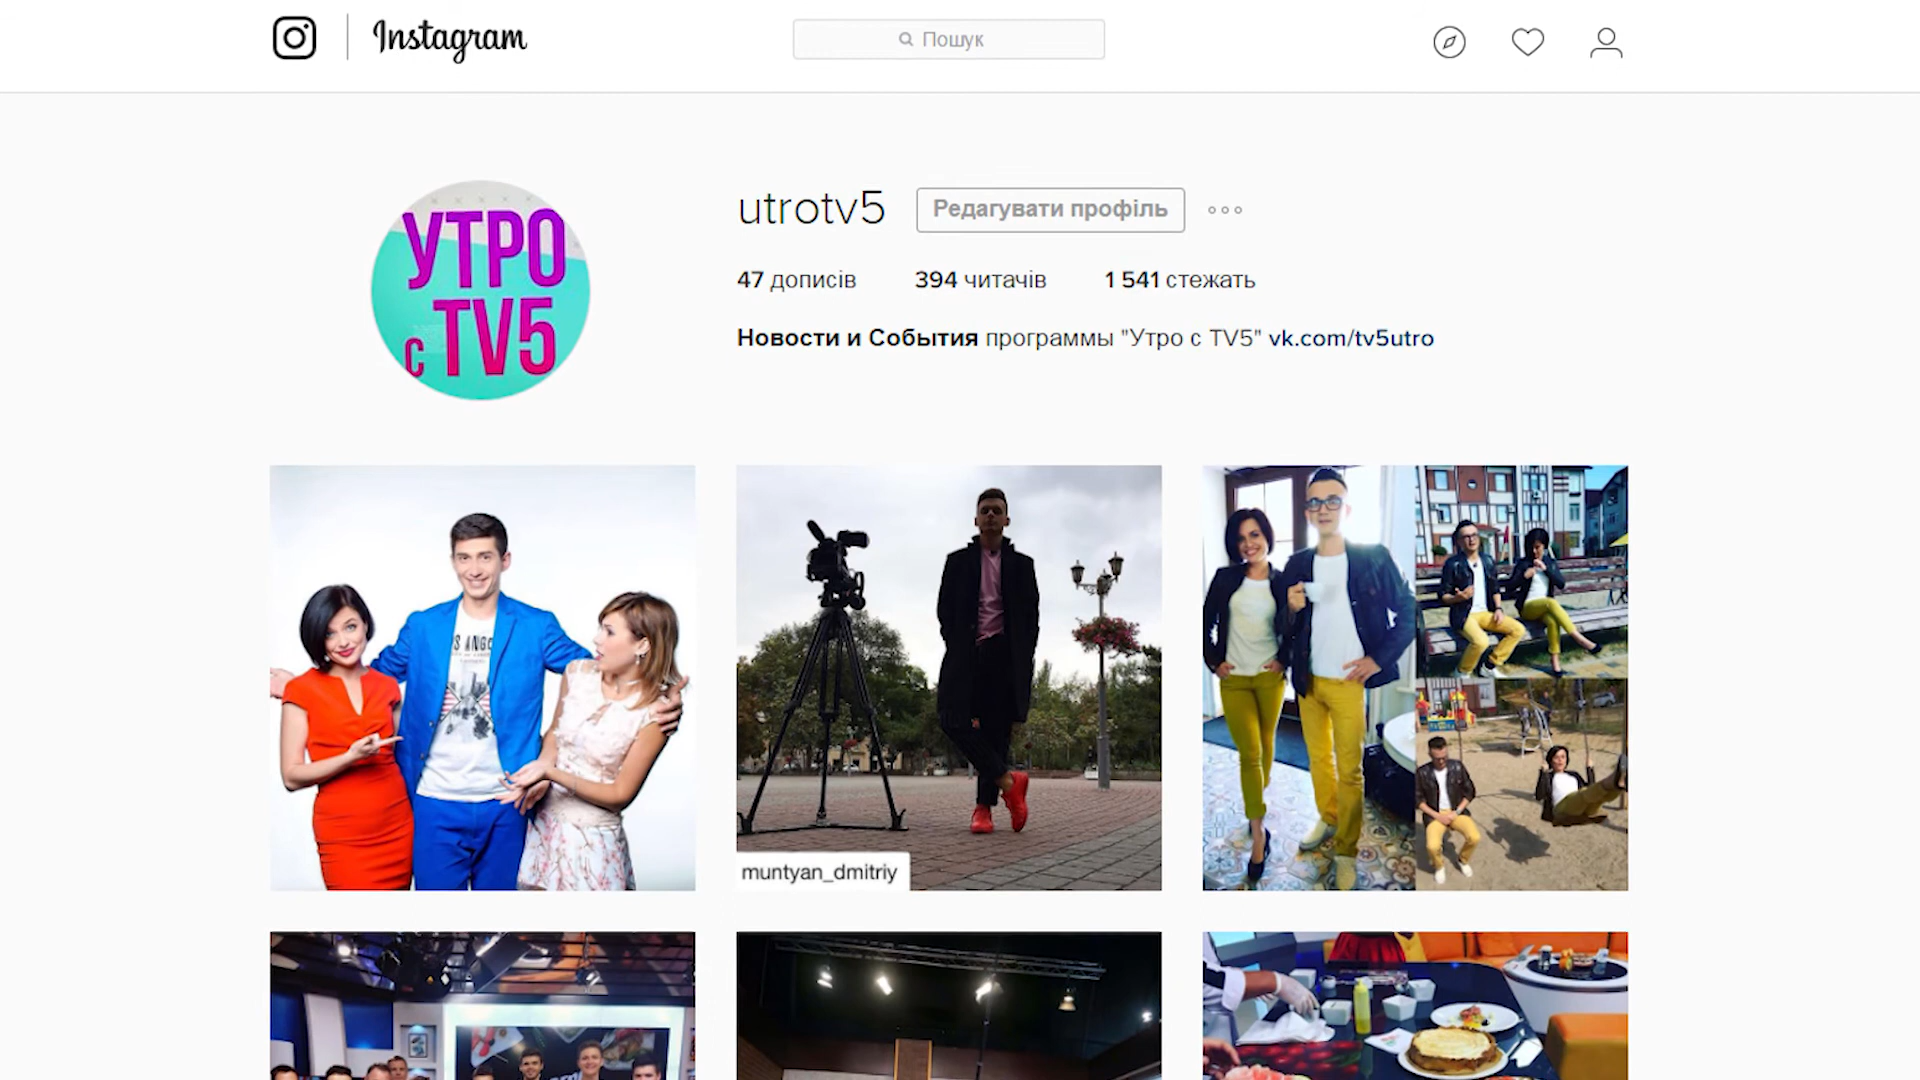 Instagram
Пошук
УТРО
с TV5
utrotv5
Редагувати профіль
47 дописів 394 читачів 1 541 стежать
Новости и События программы "Утро с TV5" vk.com/tv5utro
muntyan_dmitriy